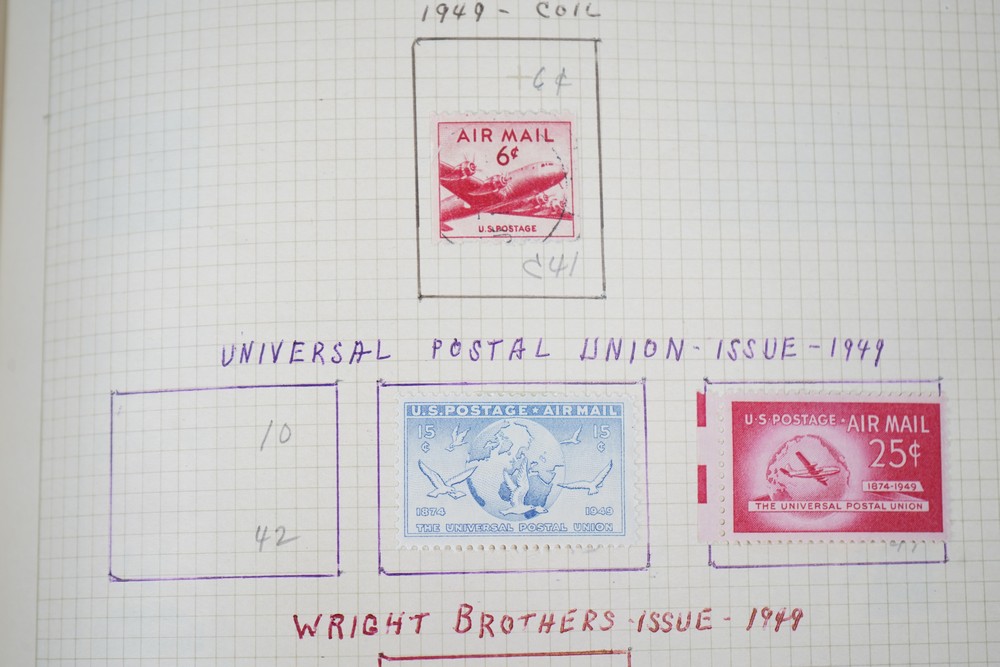 1949 - COIL
6¢
AIR MAIL
6¢
U.S. POSTAGE
C41
UNIVERSAL POSTAL UNION - ISSUE - 1949
10
42
U.S. POSTAGE ★ AIR MAIL
15¢ 15¢
1874 1949
THE UNIVERSAL POSTAL UNION
U·S·POSTAGE · AIR MAIL
25¢
1874-1949
THE UNIVERSAL POSTAL UNION
WRIGHT BROTHERS - ISSUE - 1949